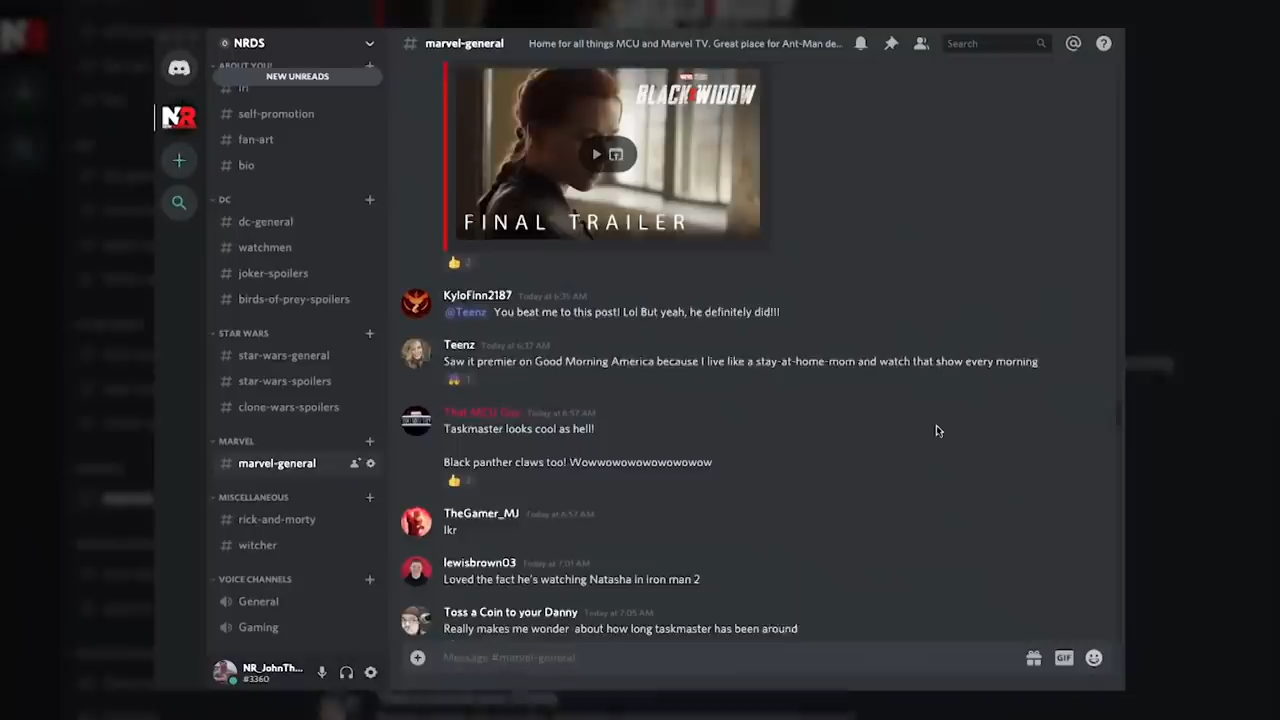 NRDS
marvel-general
Home for all things MCU and Marvel TV. Great place for Ant-Man de...
Search
ABOUT YOU!
NEW UNREADS
irl
self-promotion
fan-art
bio
DC
dc-general
watchmen
joker-spoilers
birds-of-prey-spoilers
STAR WARS
star-wars-general
star-wars-spoilers
clone-wars-spoilers
MARVEL
marvel-general
MISCELLANEOUS
rick-and-morty
witcher
VOICE CHANNELS
General
Gaming
NR_JohnTh...
#3360
NR
BLACK WIDOW
FINAL TRAILER
2
KyloFinn2187 Today at 6:35 AM
@Teenz You beat me to this post! Lol But yeah, he definitely did!!!
Teenz Today at 6:37 AM
Saw it premier on Good Morning America because I live like a stay-at-home-mom and watch that show every morning
1
That MCU Guy Today at 6:57 AM
Taskmaster looks cool as hell!
Black panther claws too! Wowwowowowowowowow
2
TheGamer_MJ Today at 6:57 AM
Ikr
lewisbrown03 Today at 7:01 AM
Loved the fact he's watching Natasha in iron man 2
Toss a Coin to your Danny Today at 7:05 AM
Really makes me wonder about how long taskmaster has been around
Message #marvel-general
GIF